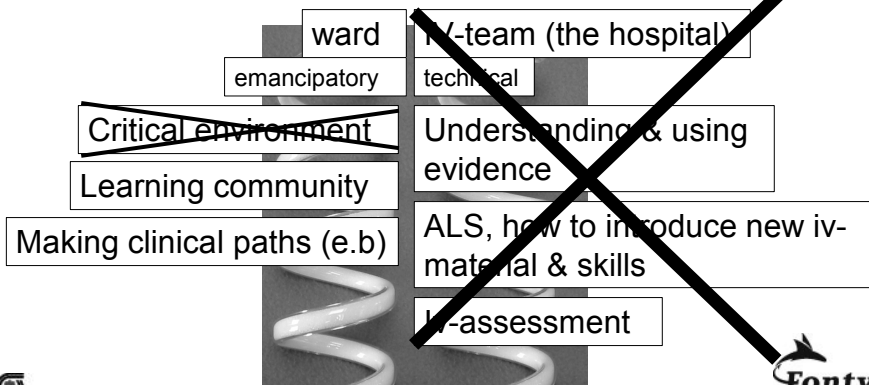 ward
IV-team (the hospital)
emancipatory
technical
Critical environment
Understanding & using
evidence
Learning community
ALS, how to introduce new iv-
material & skills
Making clinical paths (e.b)
Iv-assessment
Fonty